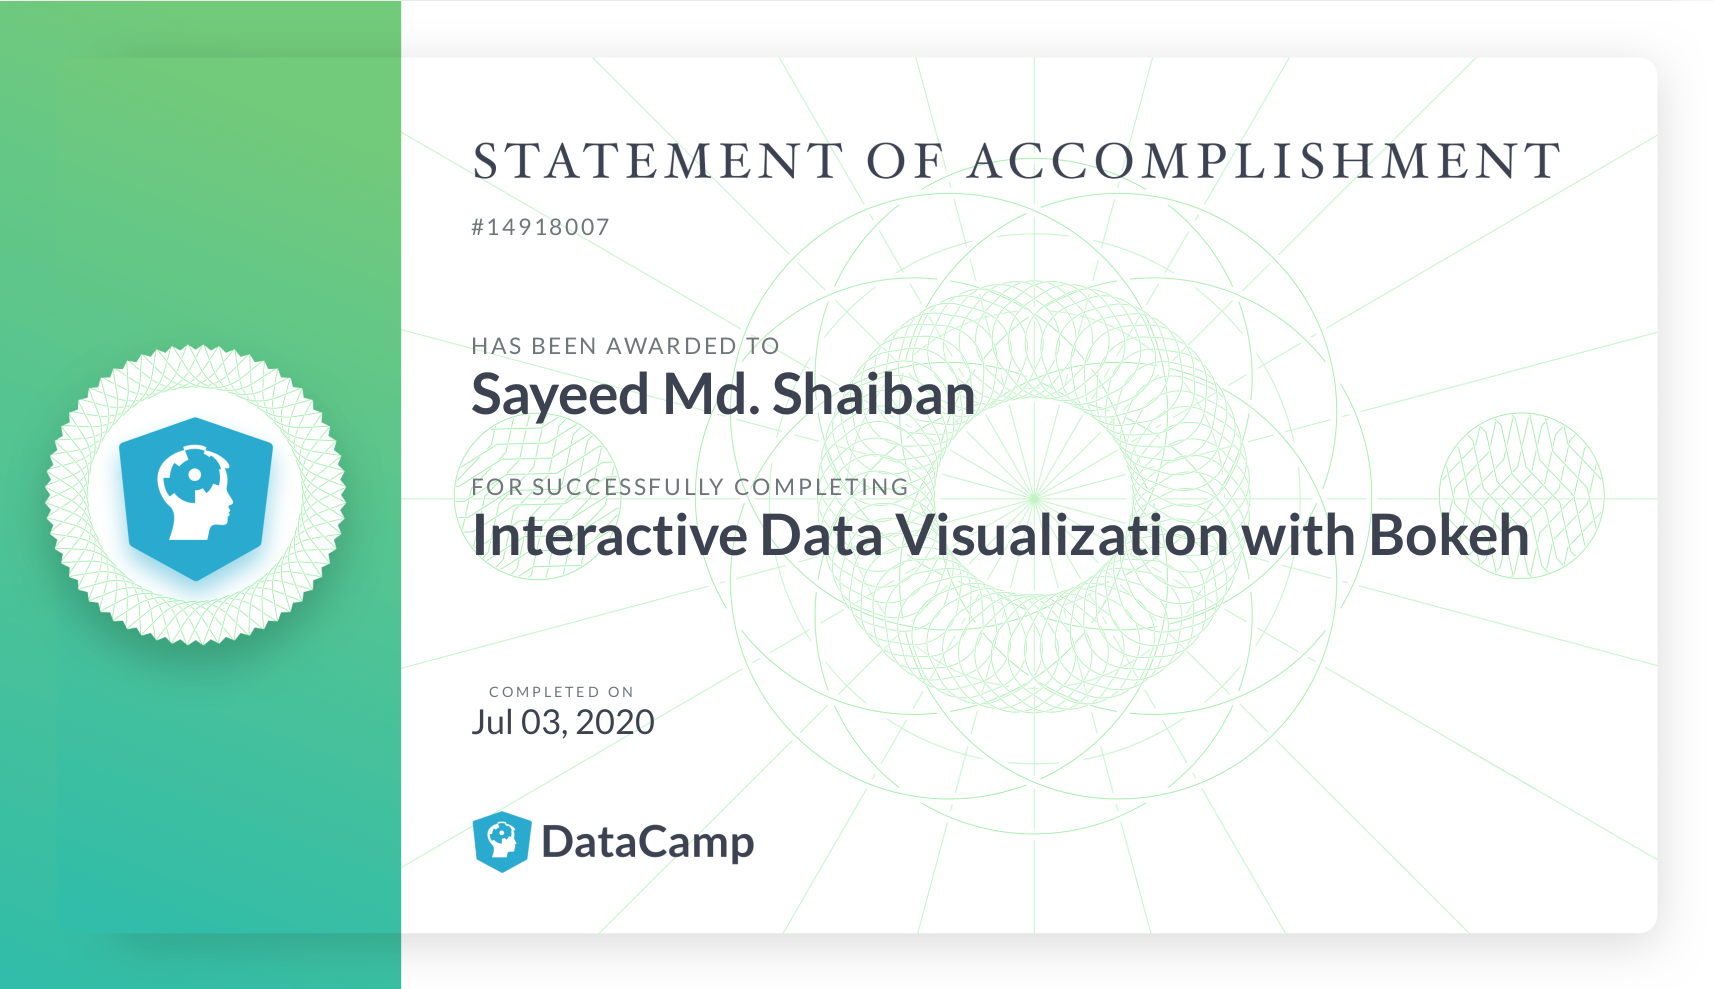 STATEMENT OF ACCOMPLISHMENT
#14918007
HAS BEEN AWARDED TO
Sayeed Md. Shaiban
FOR SUCCESSFULLY COMPLETING
Interactive Data Visualization with Bokeh
COMPLETED ON
Jul 03, 2020
DataCamp